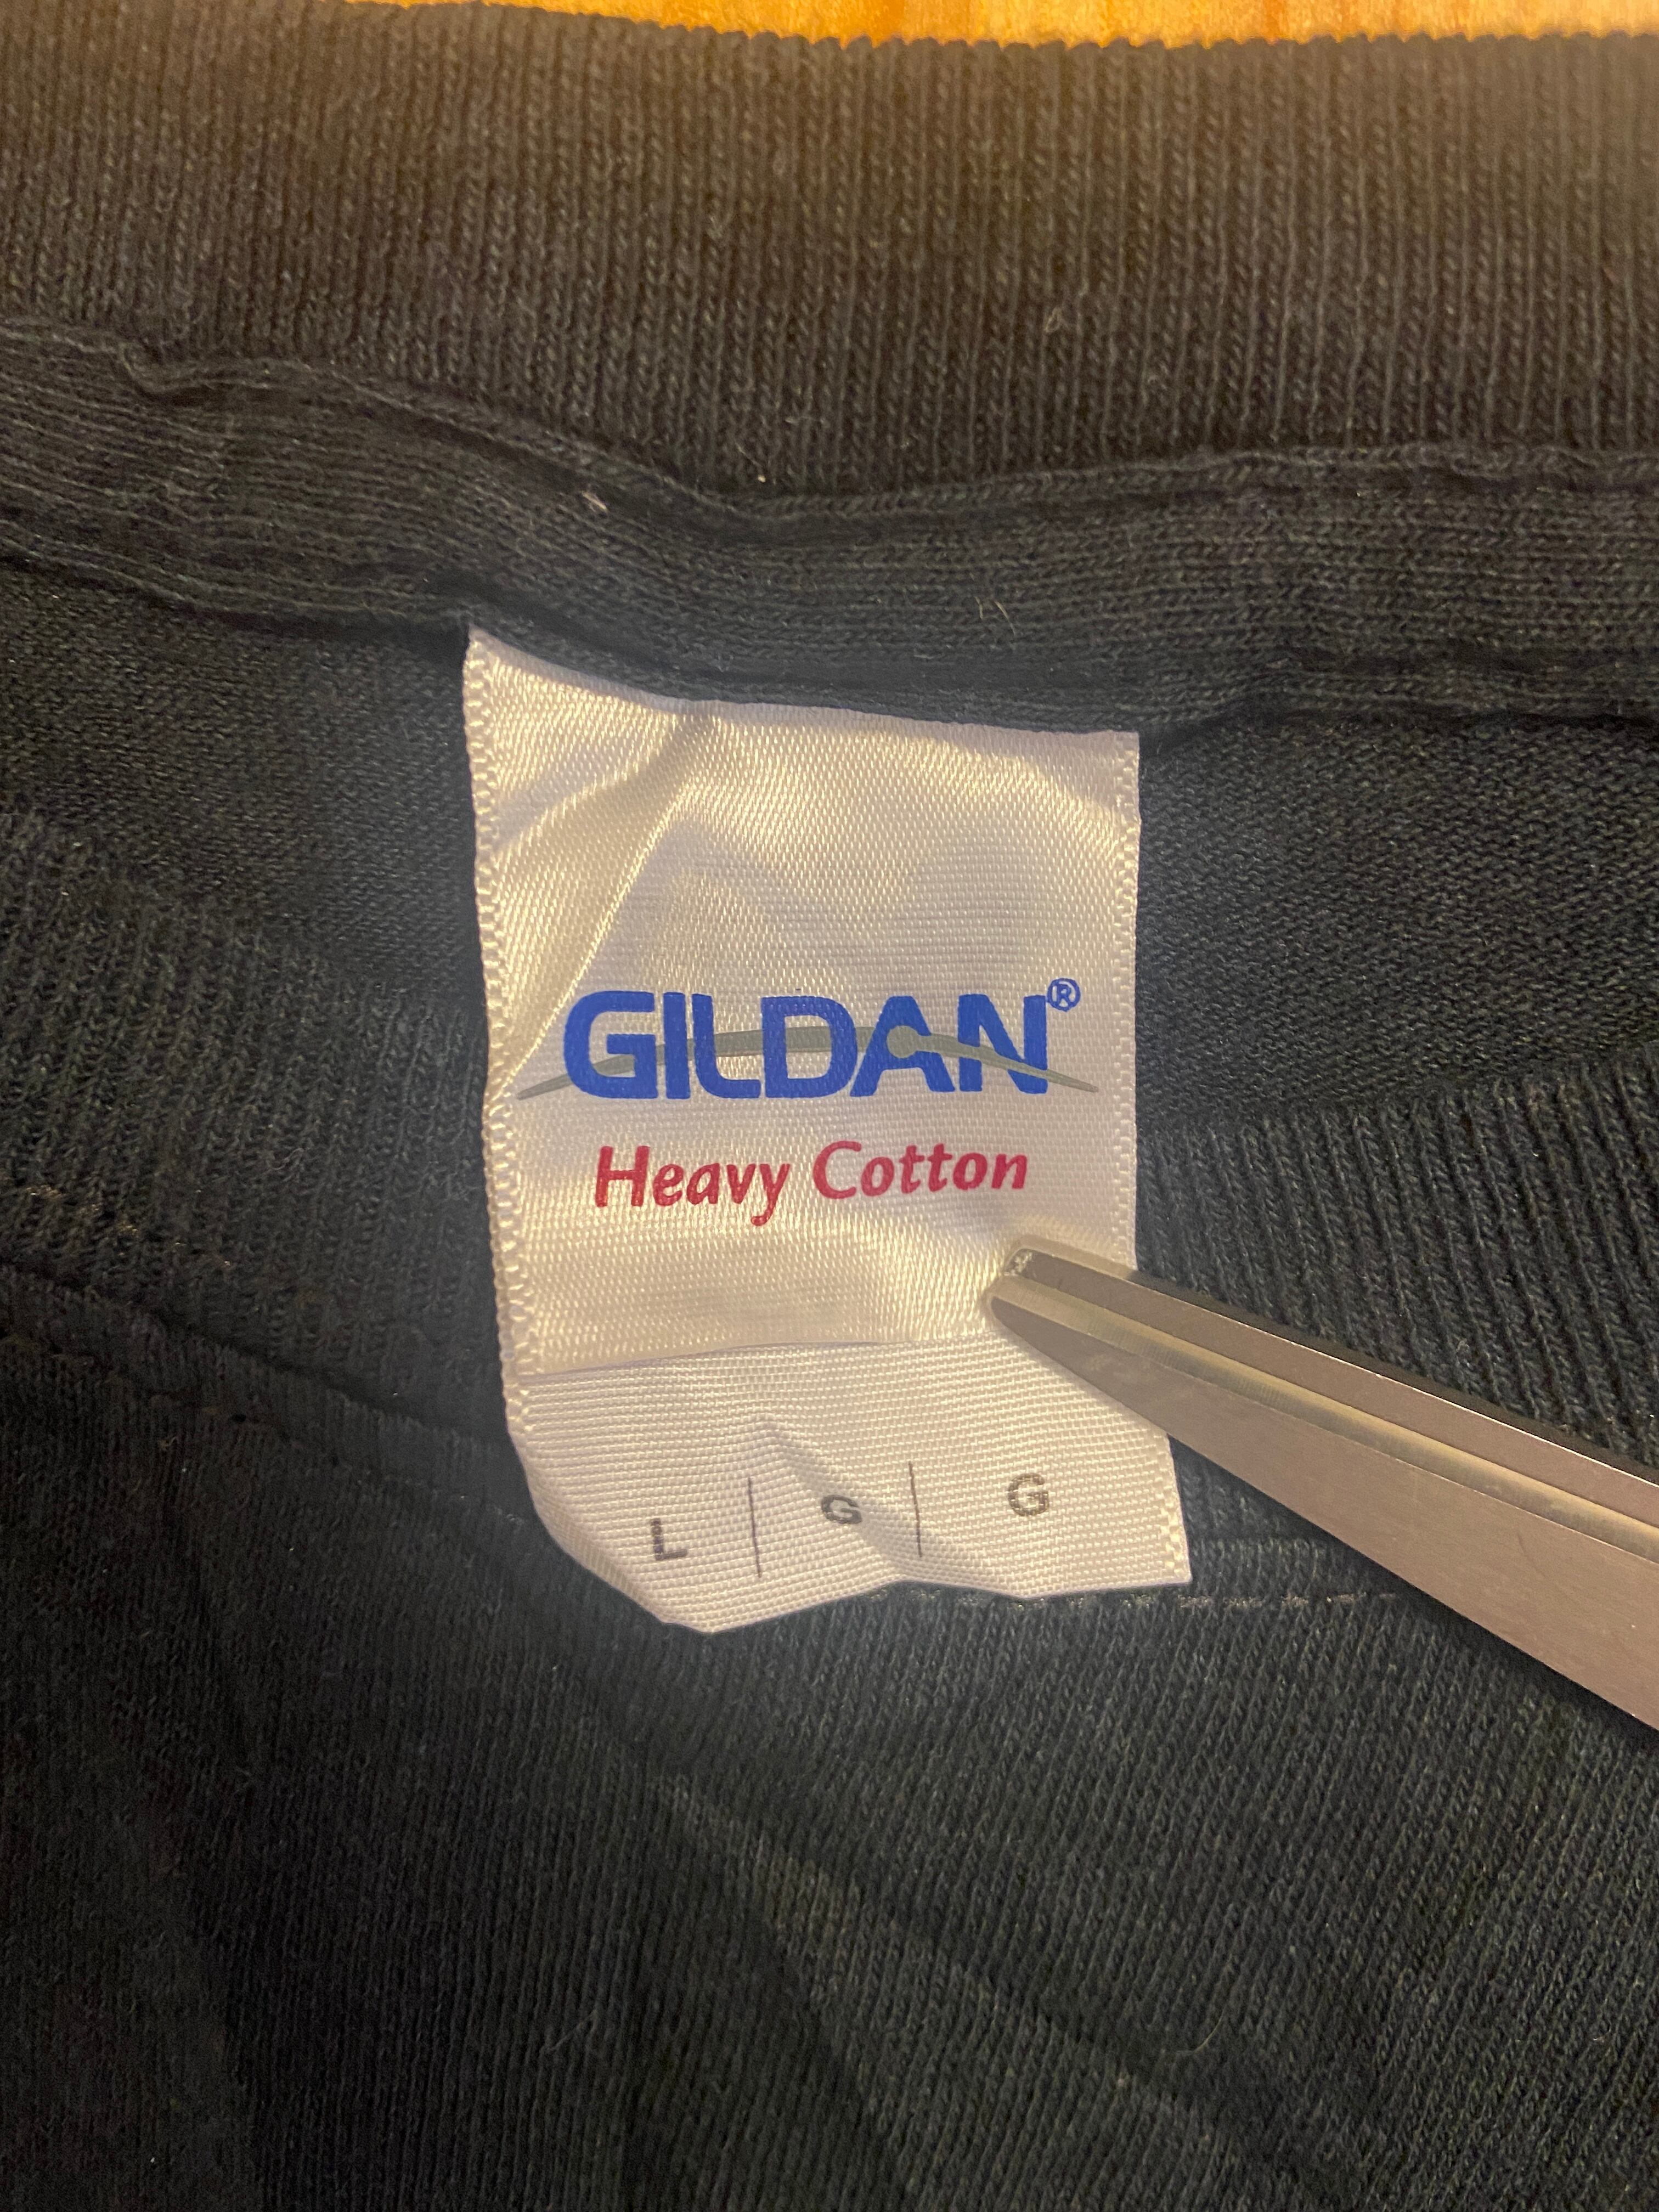 GILDAN®
Heavy Cotton
L | G | G